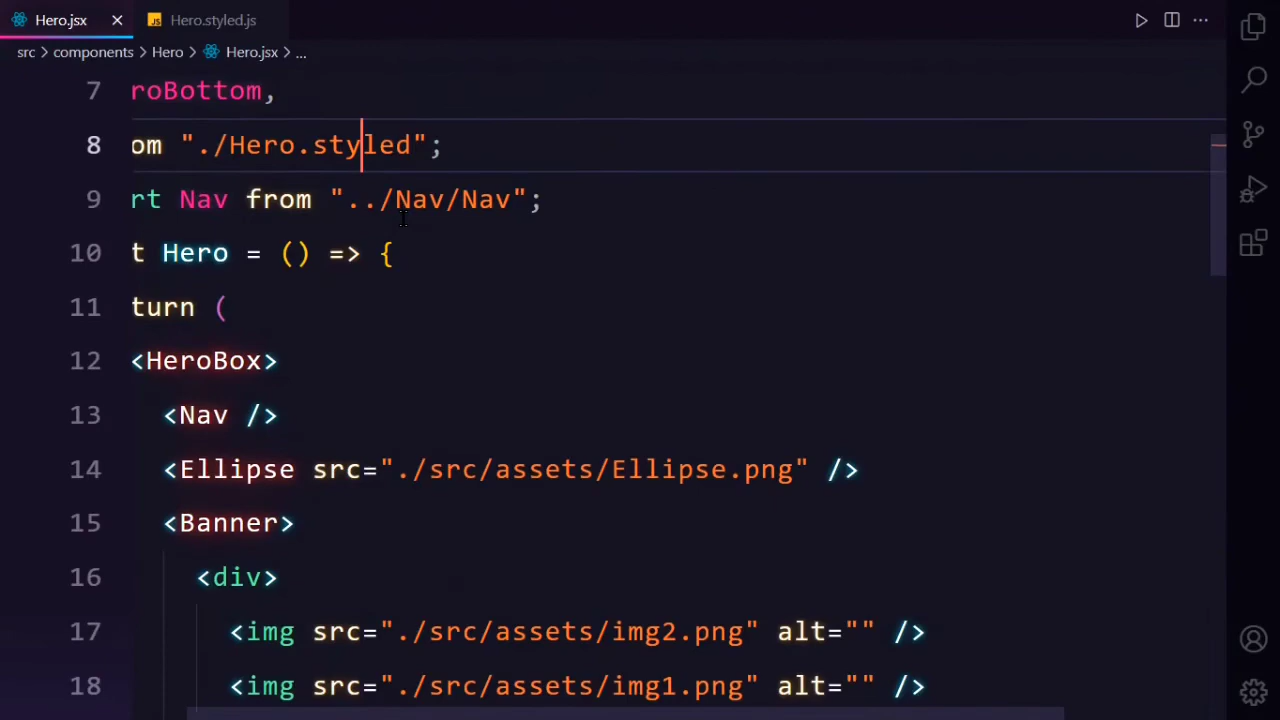 Hero.jsx
Hero.styled.js
src > components > Hero > Hero.jsx > ...
7 roBottom,
8 om "./Hero.styled";
9 rt Nav from "../Nav/Nav";
10 t Hero = () => {
11 turn (
12 <HeroBox>
13 <Nav />
14 <Ellipse src="./src/assets/Ellipse.png" />
15 <Banner>
16 <div>
17 <img src="./src/assets/img2.png" alt="" />
18 <img src="./src/assets/img1.png" alt="" />